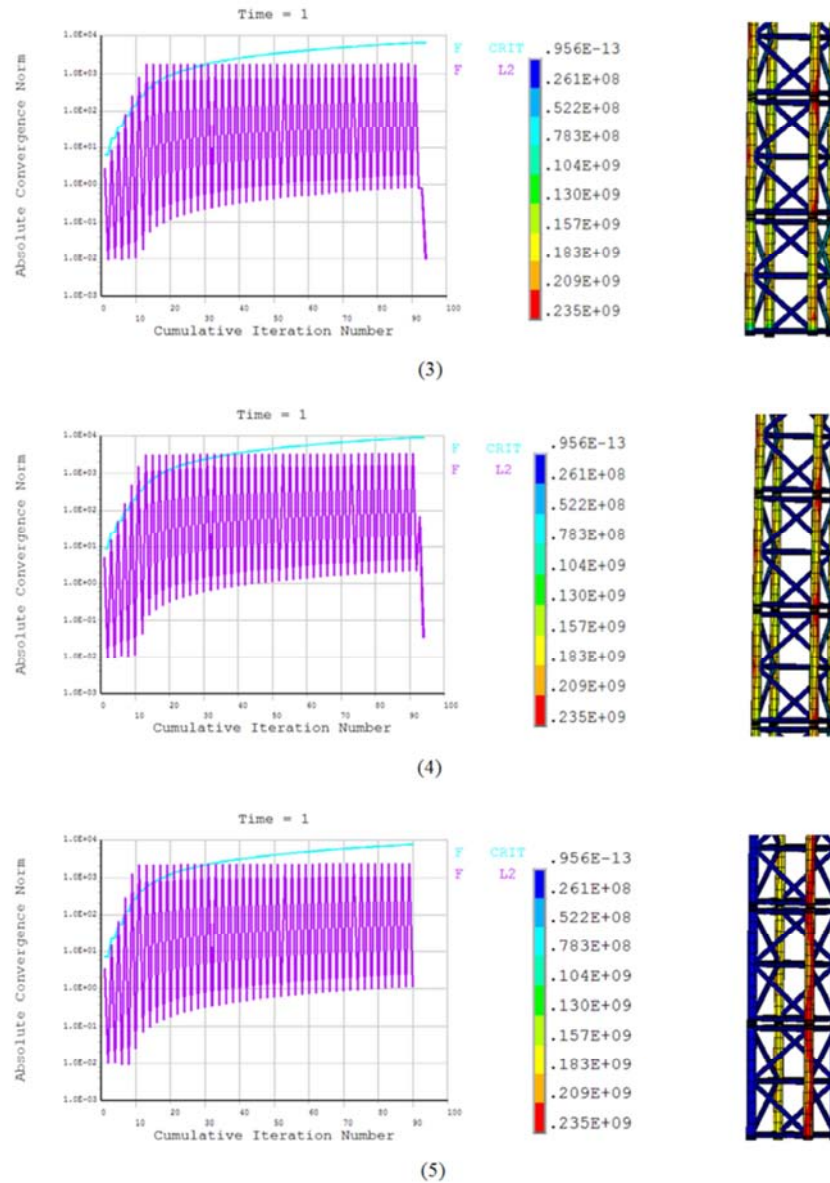 Time = 1
Absolute Convergence Norm
1.0E+04
1.0E+03
1.0E+02
1.0E+01
1.0E+00
1.0E-01
1.0E-02
1.0E-03
0 10 20 30 40 50 60 70 80 90 100
Cumulative Iteration Number
F CRIT
F L2
.956E-13
.261E+08
.522E+08
.783E+08
.104E+09
.130E+09
.157E+09
.183E+09
.209E+09
.235E+09
(3)
Time = 1
Absolute Convergence Norm
1.0E+04
1.0E+03
1.0E+02
1.0E+01
1.0E+00
1.0E-01
1.0E-02
1.0E-03
0 10 20 30 40 50 60 70 80 90 100
Cumulative Iteration Number
F CRIT
F L2
.956E-13
.261E+08
.522E+08
.783E+08
.104E+09
.130E+09
.157E+09
.183E+09
.209E+09
.235E+09
(4)
Time = 1
Absolute Convergence Norm
1.0E+04
1.0E+03
1.0E+02
1.0E+01
1.0E+00
1.0E-01
1.0E-02
1.0E-03
0 10 20 30 40 50 60 70 80 90 100
Cumulative Iteration Number
F CRIT
F L2
.956E-13
.261E+08
.522E+08
.783E+08
.104E+09
.130E+09
.157E+09
.183E+09
.209E+09
.235E+09
(5)